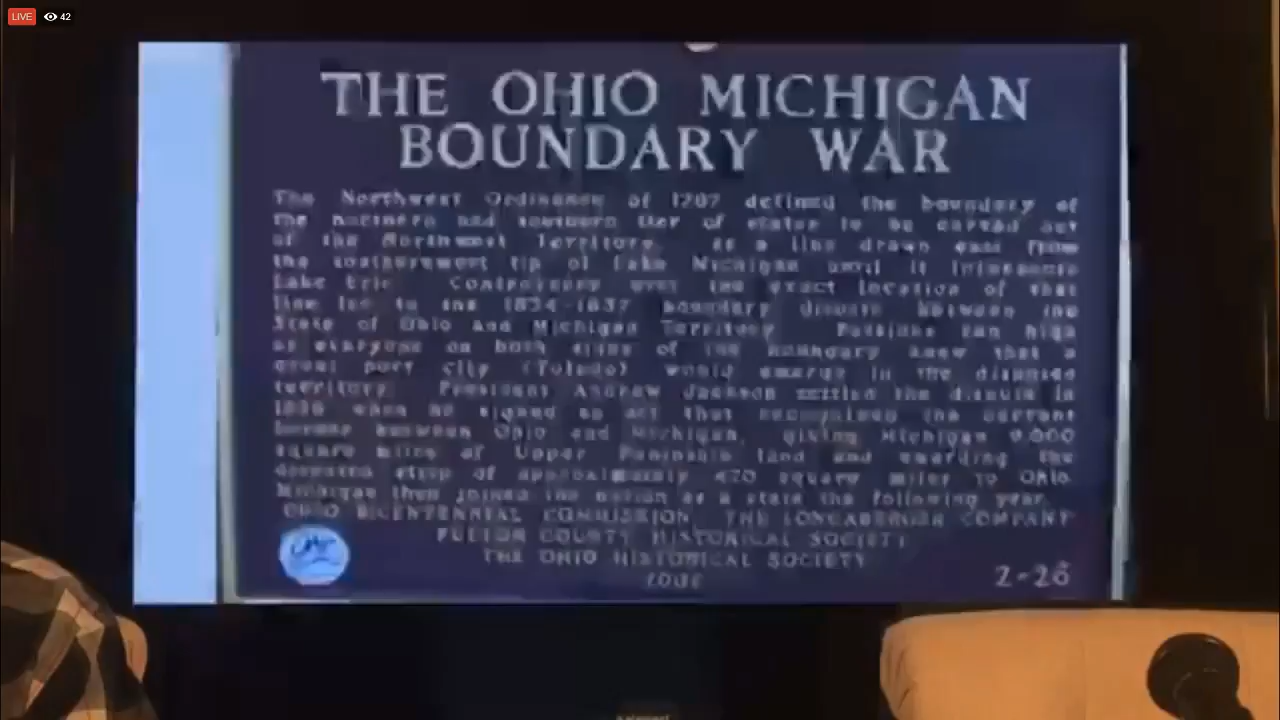 LIVE 42
THE OHIO MICHIGAN
BOUNDARY WAR
The Northwest Ordinance of 1787 defined the boundary of
the northern and southern tier of states to be carved out
of the Northwest Territory, as a line drawn east from
the southernmost tip of Lake Michigan until it intersects
Lake Erie. Controversy over the exact location of that
line led to the 1834-1837 boundary dispute between the
State of Ohio and Michigan Territory. Passions ran high
as everyone on both sides of the boundary knew that a
great port city (Toledo) would emerge in the disputed
territory. President Andrew Jackson settled the dispute in
1836 when he signed an act that recognized the current
border between Ohio and Michigan, giving Michigan 9,000
square miles of Upper Peninsula land and awarding the
disputed strip of approximately 470 square miles to Ohio.
Michigan then joined the nation as a state the following year.
OHIO BICENTENNIAL COMMISSION THE LONGABERGER COMPANY
FULTON COUNTY HISTORICAL SOCIETY
THE OHIO HISTORICAL SOCIETY
2-26